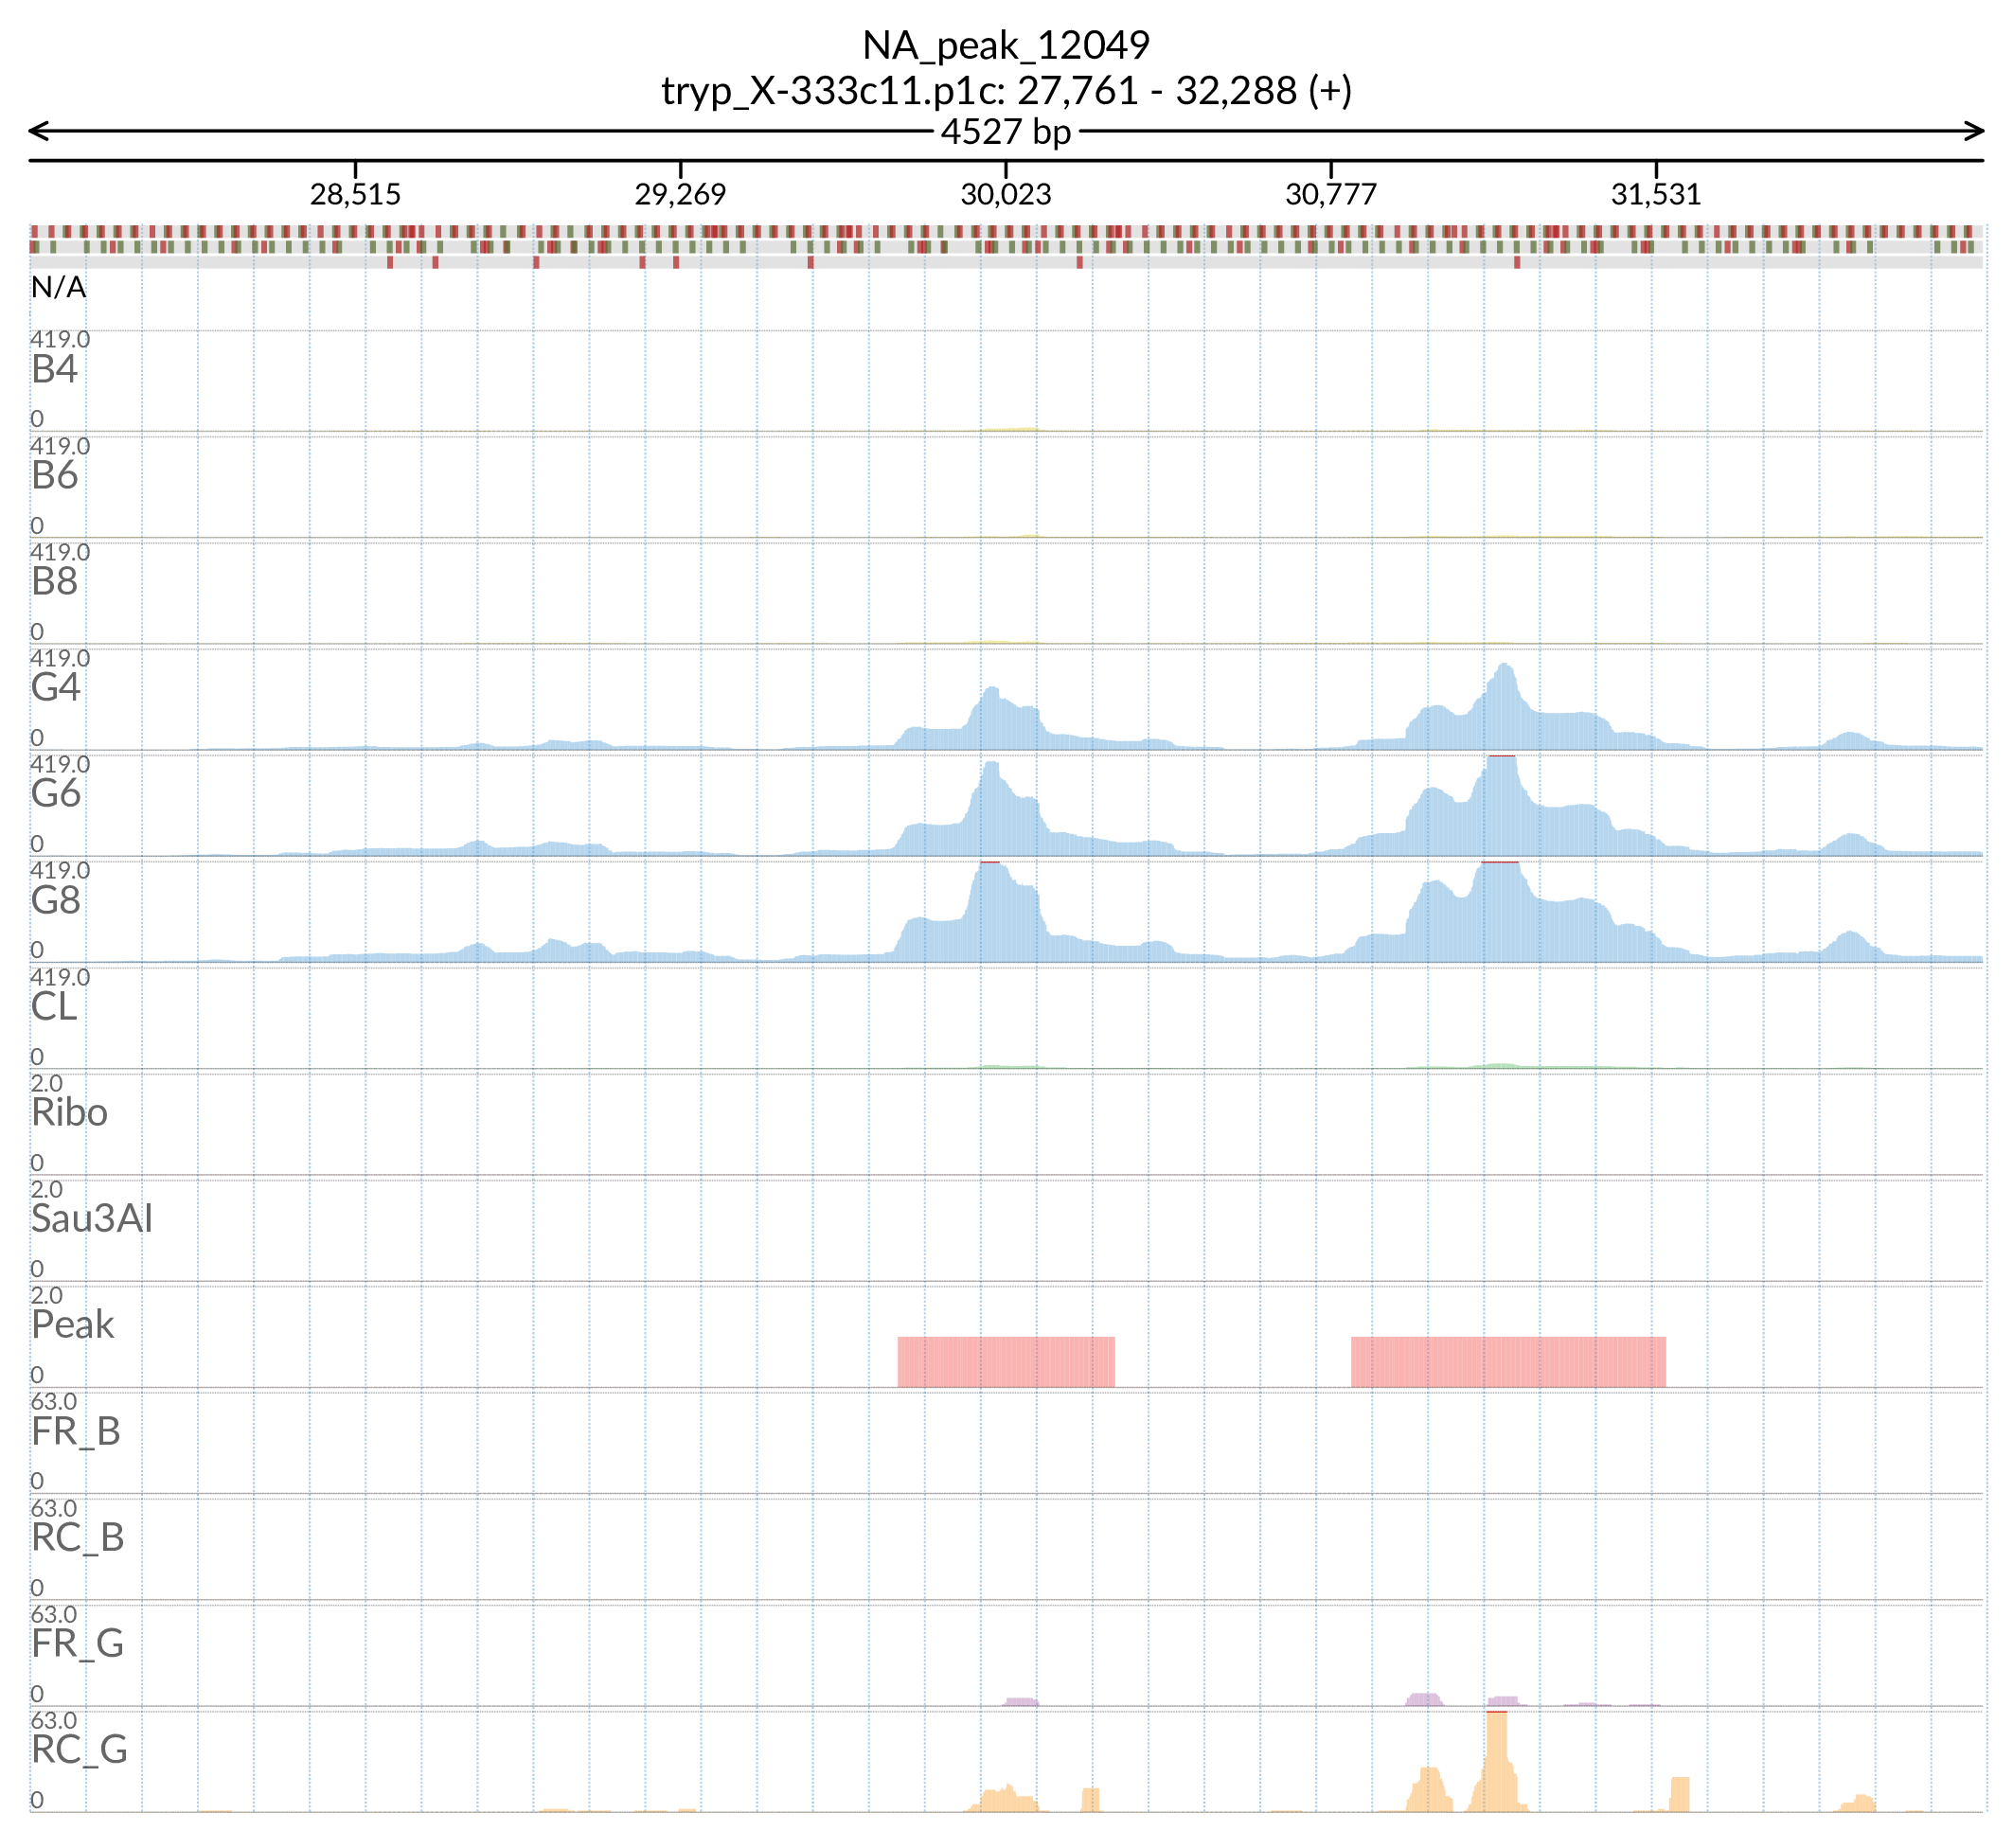 NA_peak_12049
tryp_X-333c11.p1c: 27,761 - 32,288 (+)
4527 bp
28,515 29,269 30,023 30,777 31,531
N/A
419.0
B4
0
419.0
B6
0
419.0
B8
0
419.0
G4
0
419.0
G6
0
419.0
G8
0
419.0
CL
0
2.0
Ribo
0
2.0
Sau3AI
0
2.0
Peak
0
63.0
FR_B
0
63.0
RC_B
0
63.0
FR_G
0
63.0
RC_G
0